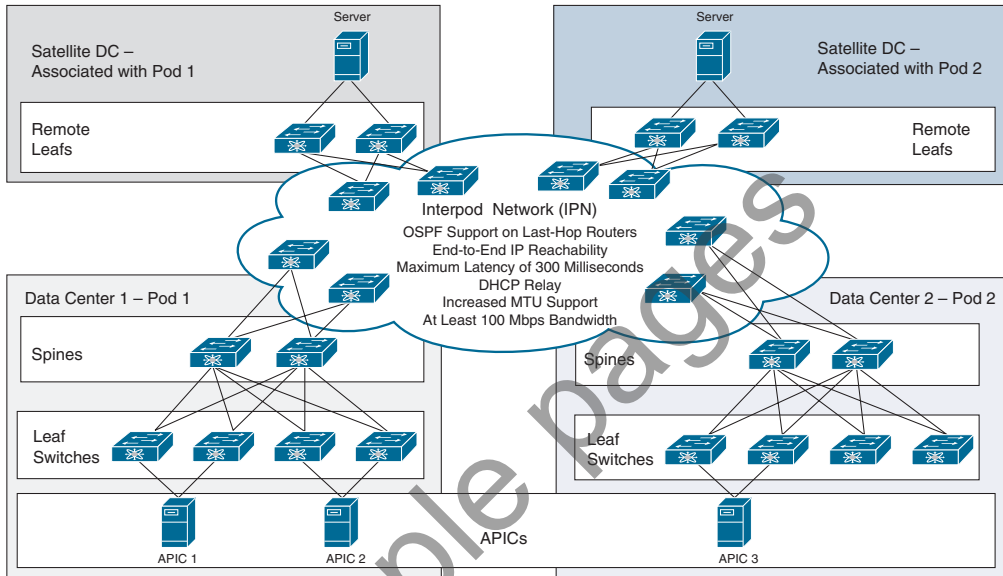 Server
Server
Satellite DC –
Associated with Pod 1
Satellite DC –
Associated with Pod 2
Remote
Leafs
Remote
Leafs
Interpod Network (IPN)
OSPF Support on Last-Hop Routers
End-to-End IP Reachability
Maximum Latency of 300 Milliseconds
DHCP Relay
Increased MTU Support
At Least 100 Mbps Bandwidth
Data Center 1 – Pod 1
Data Center 2 – Pod 2
Spines
Spines
Leaf
Switches
Leaf
Switches
APICs
APIC 1
APIC 2
APIC 3
ple pages